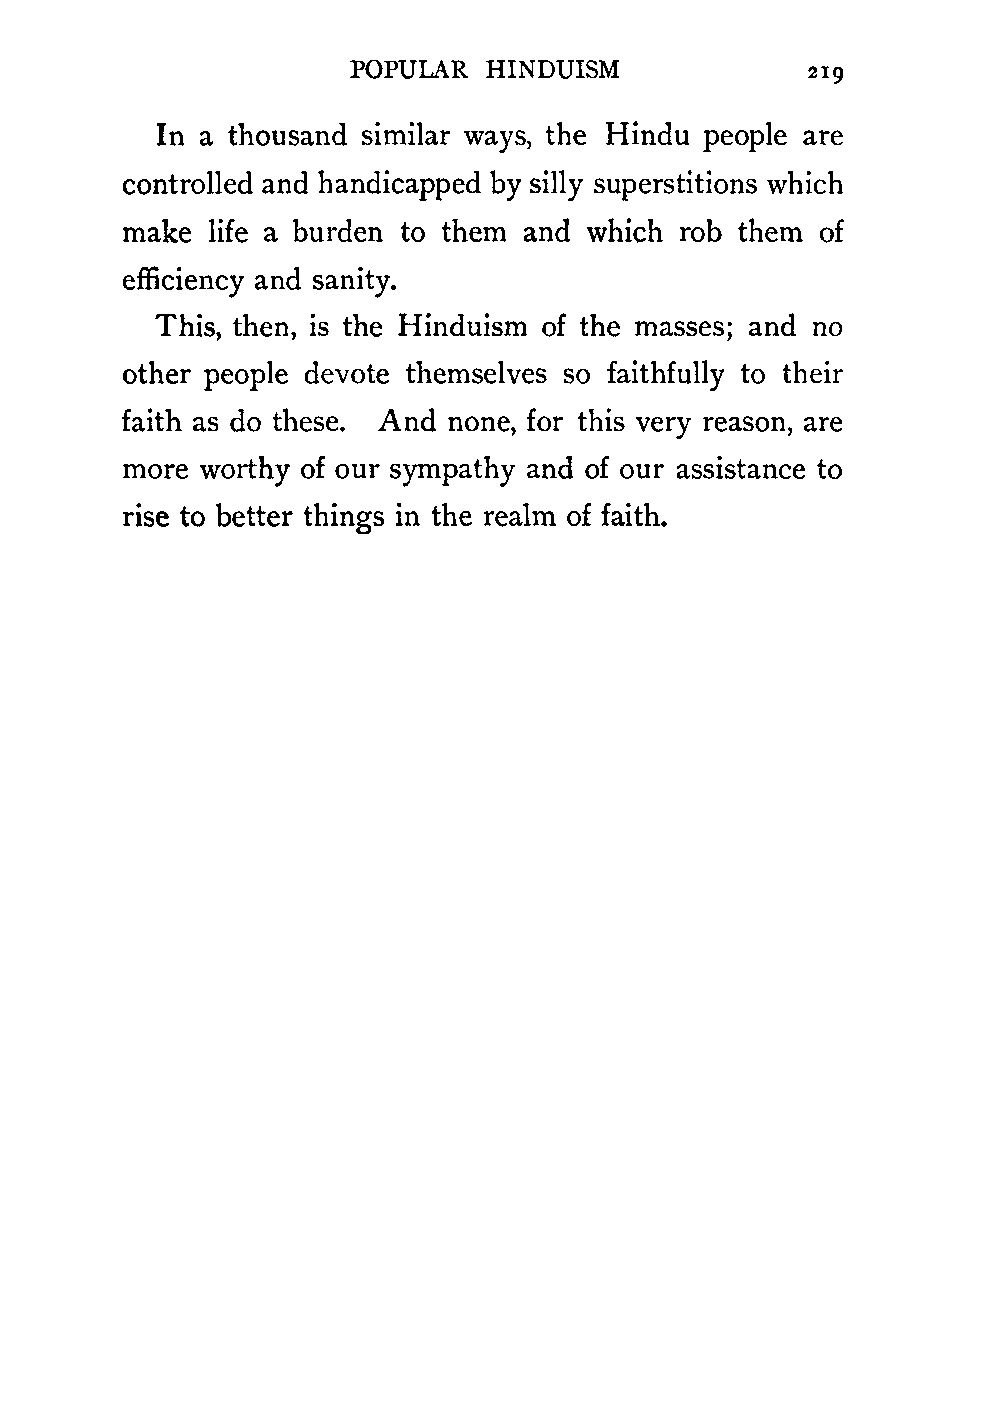 POPULAR HINDUISM 219
In a thousand similar ways, the Hindu people are
controlled and handicapped by silly superstitions which
make life a burden to them and which rob them of
efficiency and sanity.
This, then, is the Hinduism of the masses; and no
other people devote themselves so faithfully to their
faith as do these. And none, for this very reason, are
more worthy of our sympathy and of our assistance to
rise to better things in the realm of faith.